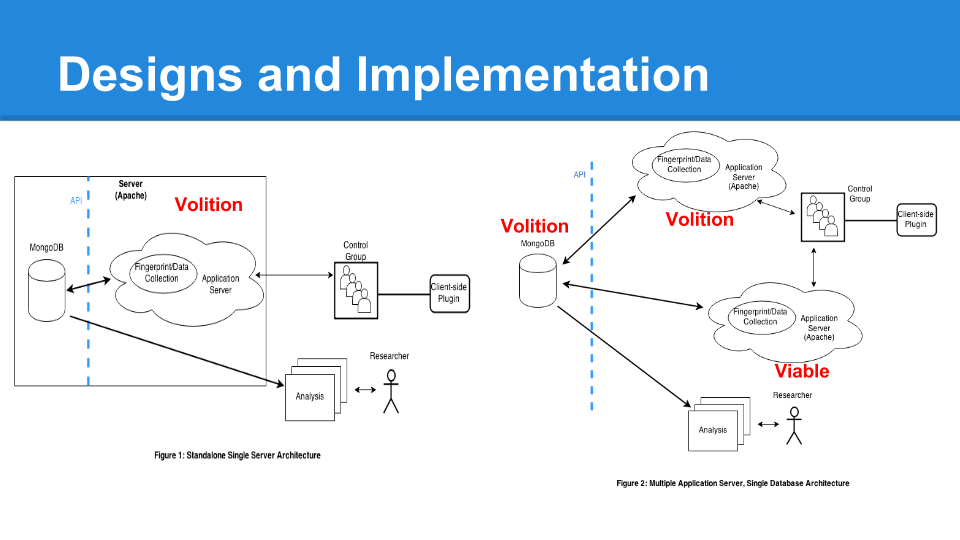 Designs and Implementation
API
Server
(Apache)
Volition
MongoDB
Fingerprint/Data
Collection
Application
Server
Control
Group
Client-side
Plugin
Analysis
Researcher
Figure 1: Standalone Single Server Architecture
API
Fingerprint/Data
Collection
Application
Server
(Apache)
Volition
Volition
MongoDB
Control
Group
Client-side
Plugin
Fingerprint/Data
Collection
Application
Server
(Apache)
Viable
Analysis
Researcher
Figure 2: Multiple Application Server, Single Database Architecture